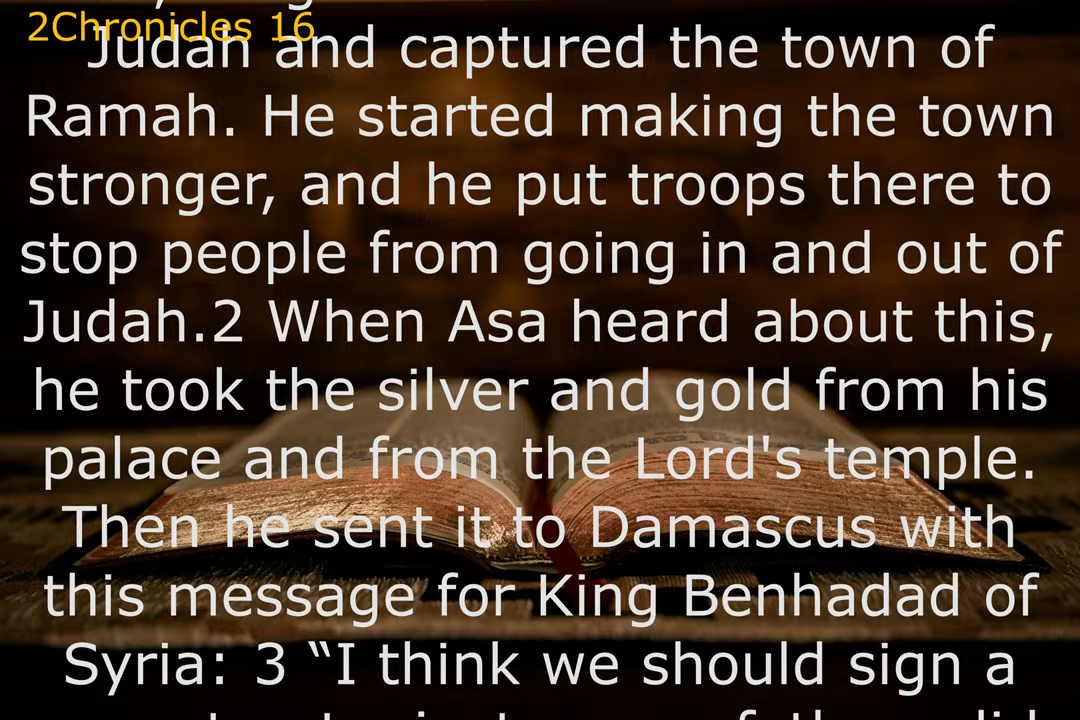 2Chronicles 16
Judah and captured the town of
Ramah. He started making the town
stronger, and he put troops there to
stop people from going in and out of
Judah.2 When Asa heard about this,
he took the silver and gold from his
palace and from the Lord's temple.
Then he sent it to Damascus with
this message for King Benhadad of
Syria: 3 “I think we should sign a